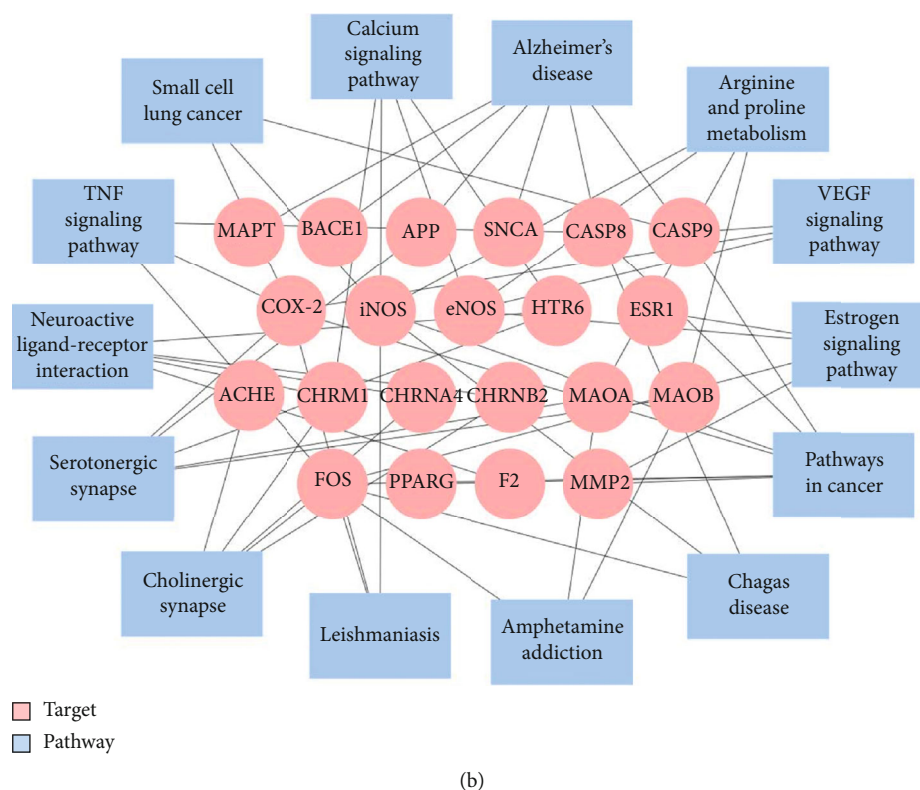 Calcium
signaling
pathway
Alzheimer's
disease
Small cell
lung cancer
Arginine
and proline
metabolism
TNF
signaling
pathway
VEGF
signaling
pathway
MAPT
BACE1
APP
SNCA
CASP8
CASP9
COX-2
iNOS
eNOS
HTR6
ESR1
Neuroactive
ligand-receptor
interaction
Estrogen
signaling
pathway
ACHE
CHRM1
CHRNA4
CHRNB2
MAOA
MAOB
Serotonergic
synapse
Pathways
in cancer
FOS
PPARG
F2
MMP2
Cholinergic
synapse
Leishmaniasis
Amphetamine
addiction
Chagas
disease
Target
Pathway
(b)